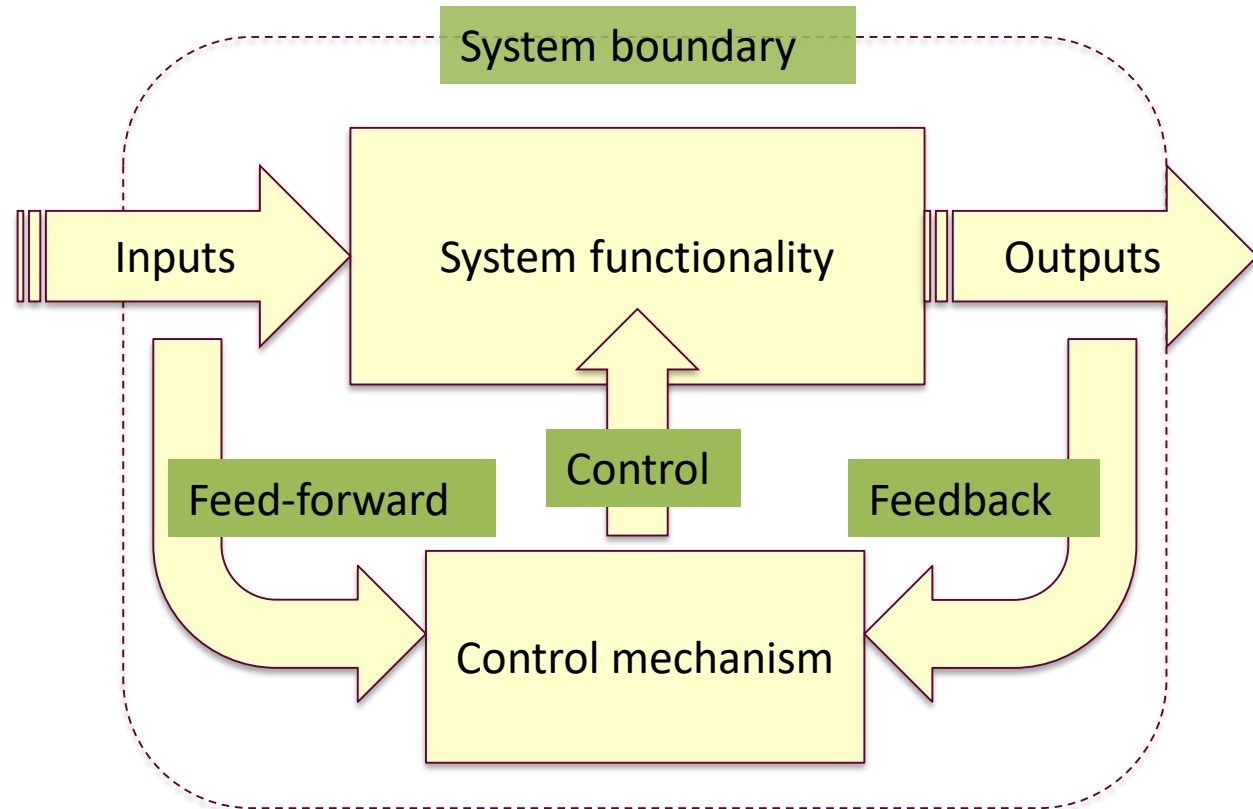 System boundary
Inputs
System functionality
Outputs
Control
Feed-forward
Feedback
Control mechanism